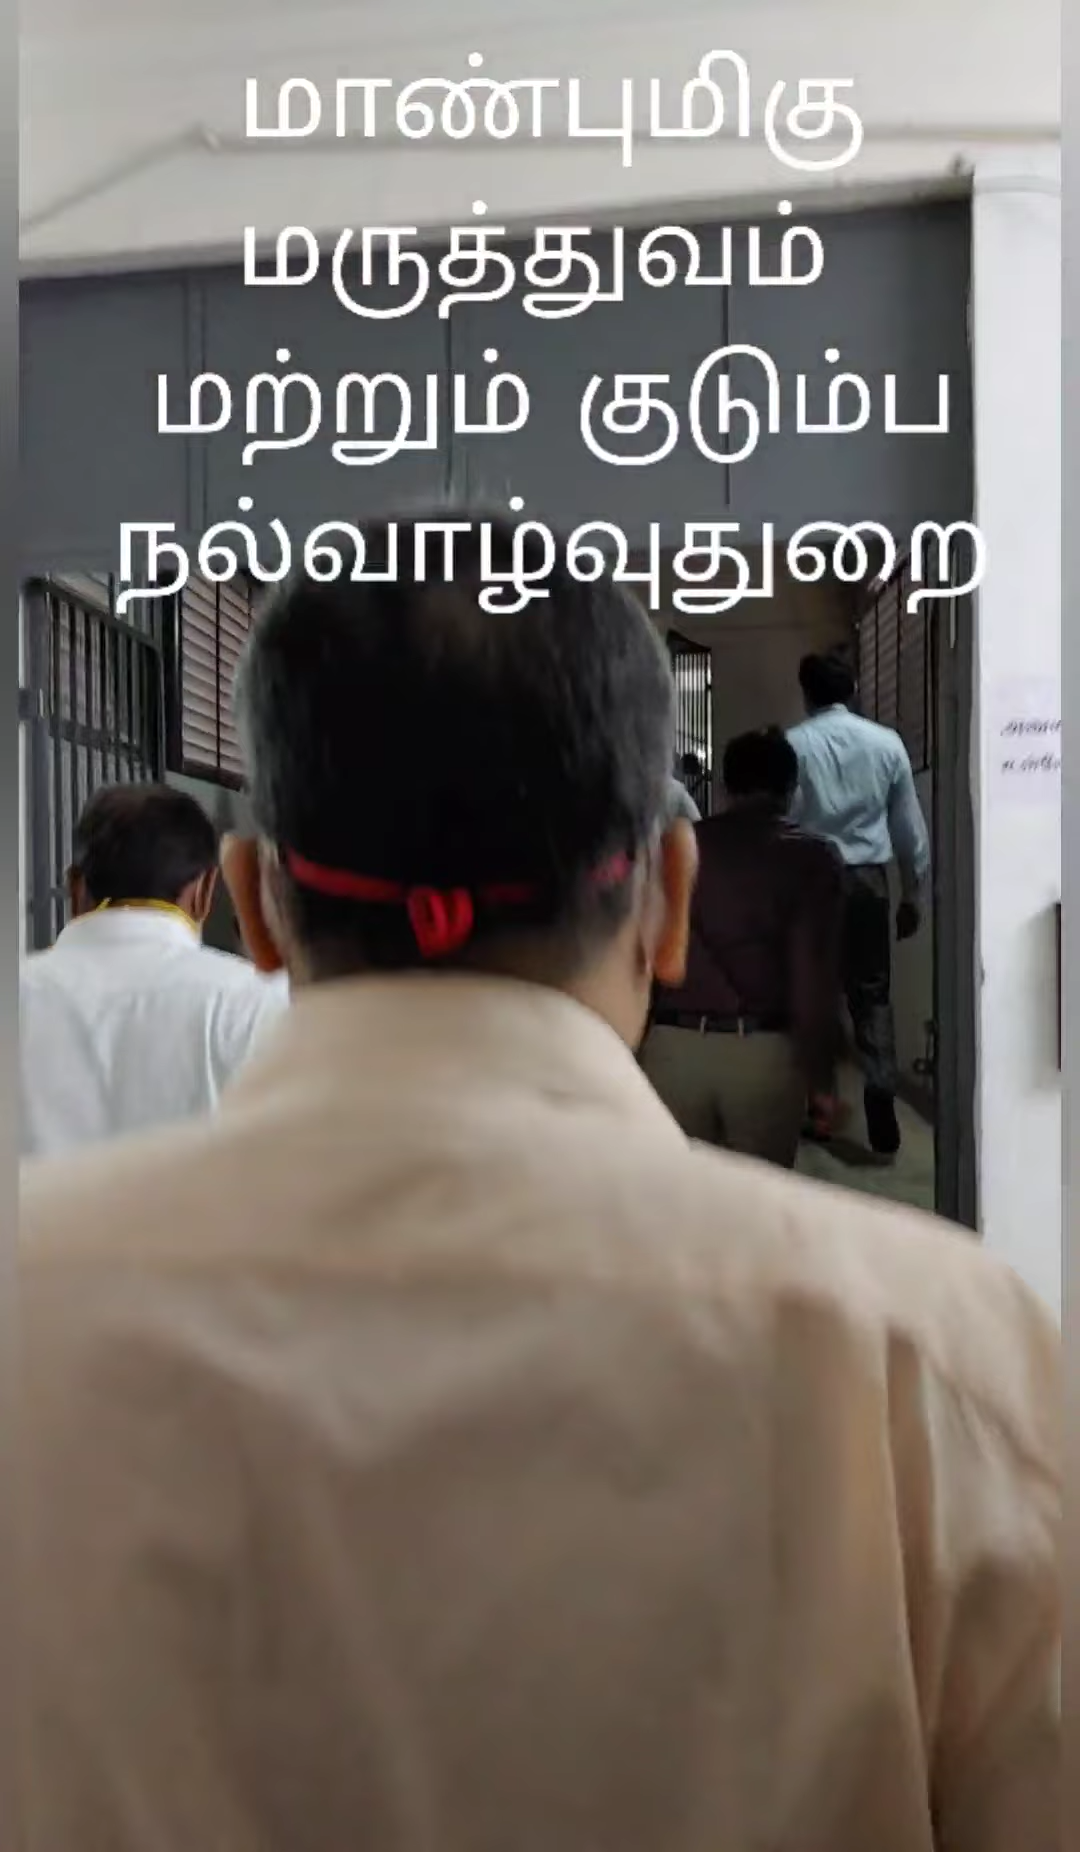 மாண்புமிகு
மருத்துவம்
மற்றும் குடும்ப
நல்வாழ்வுதுறை